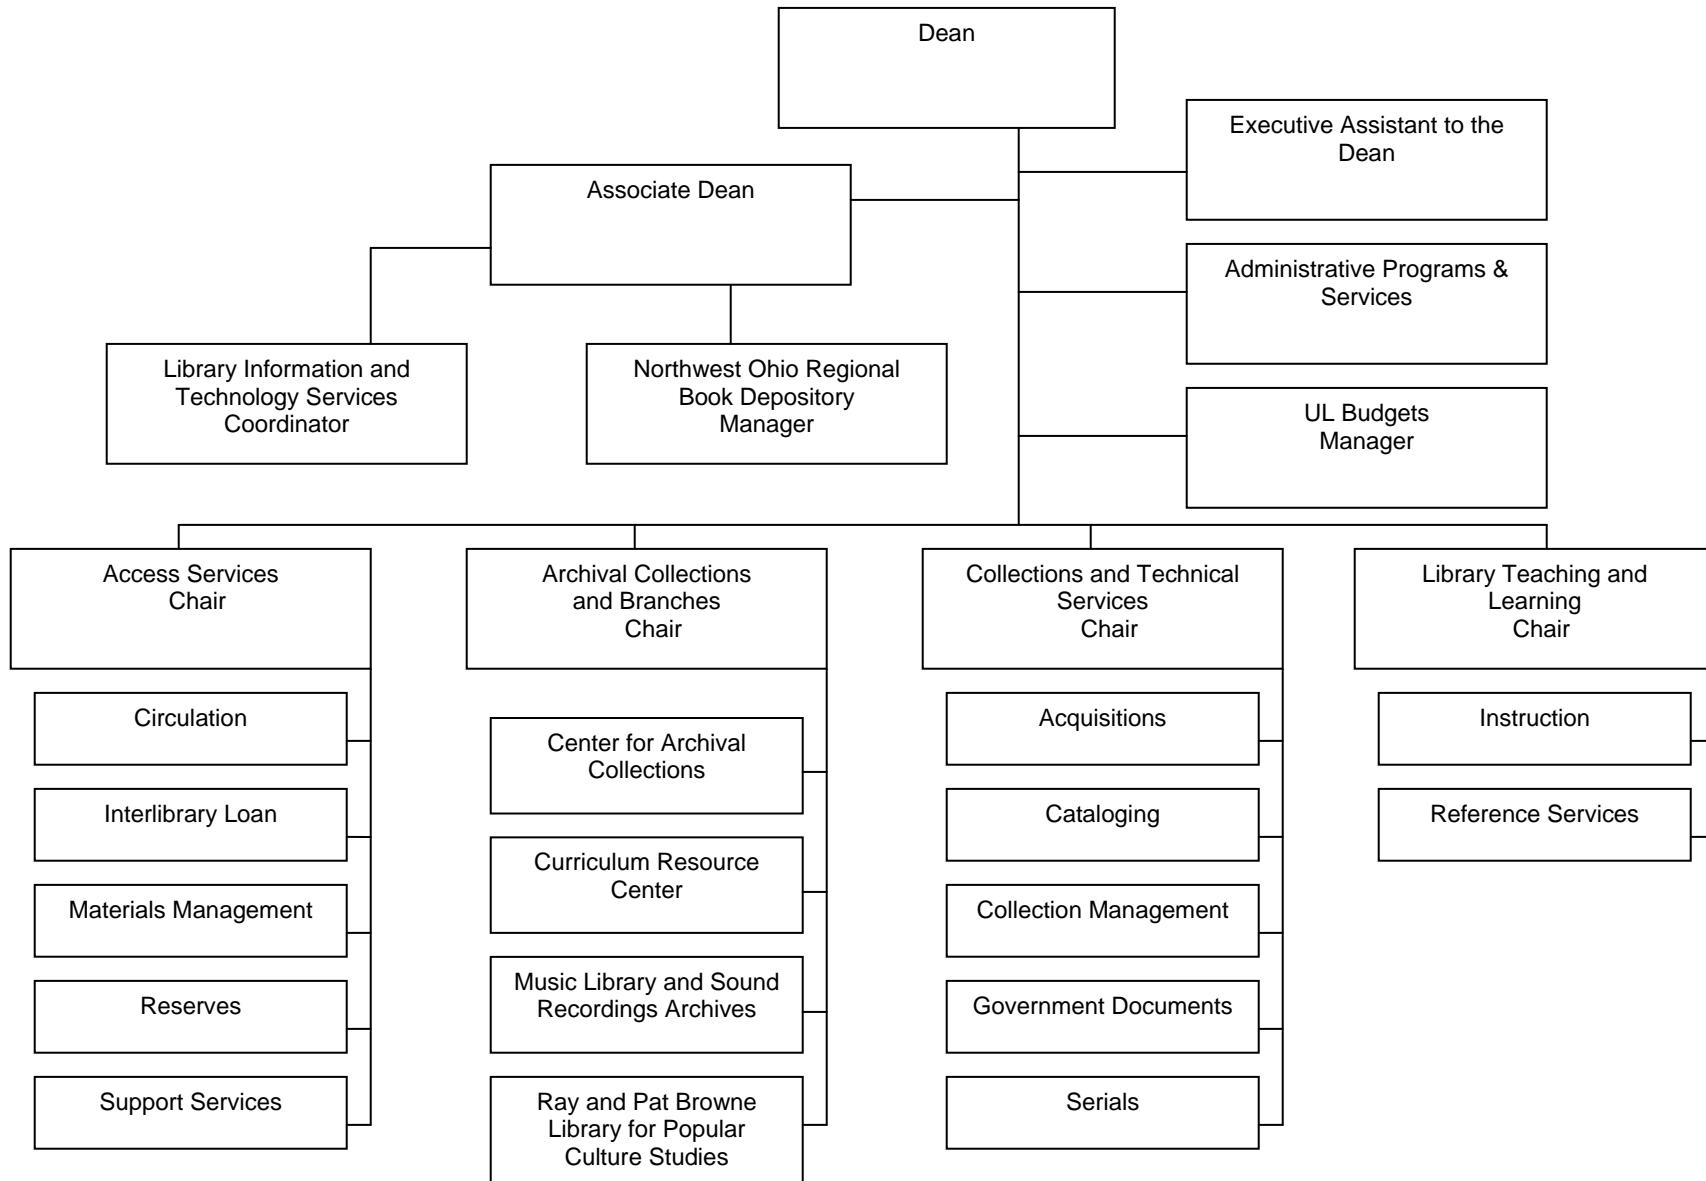 Dean
Executive Assistant to the
Dean
Associate Dean
Administrative Programs &
Services
Library Information and
Technology Services
Coordinator
Northwest Ohio Regional
Book Depository
Manager
UL Budgets
Manager
Access Services
Chair
Circulation
Interlibrary Loan
Materials Management
Reserves
Support Services
Archival Collections
and Branches
Chair
Center for Archival
Collections
Curriculum Resource
Center
Music Library and Sound
Recordings Archives
Ray and Pat Browne
Library for Popular
Culture Studies
Collections and Technical
Services
Chair
Acquisitions
Cataloging
Collection Management
Government Documents
Serials
Library Teaching and
Learning
Chair
Instruction
Reference Services